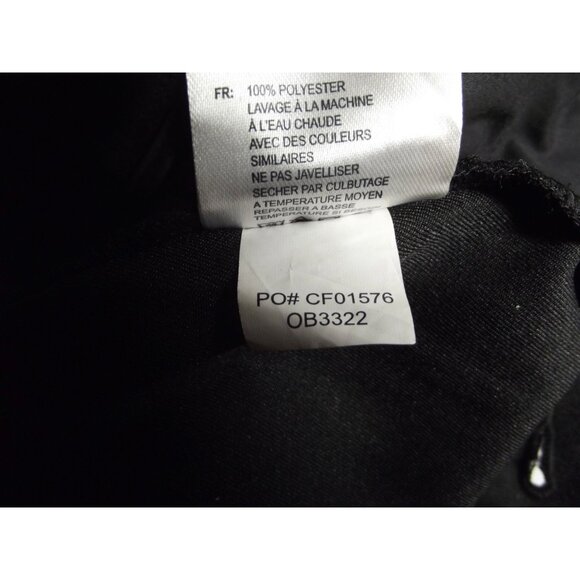 FR: 100% POLYESTER
LAVAGE À LA MACHINE
À L'EAU CHAUDE
AVEC DES COULEURS
SIMILAIRES
NE PAS JAVELLISER
SECHER PAR CULBUTAGE
A TEMPERATURE MOYEN
REPASSER A BASSE
TEMPERATURE SI BESOIN
PO# CF01576
OB3322